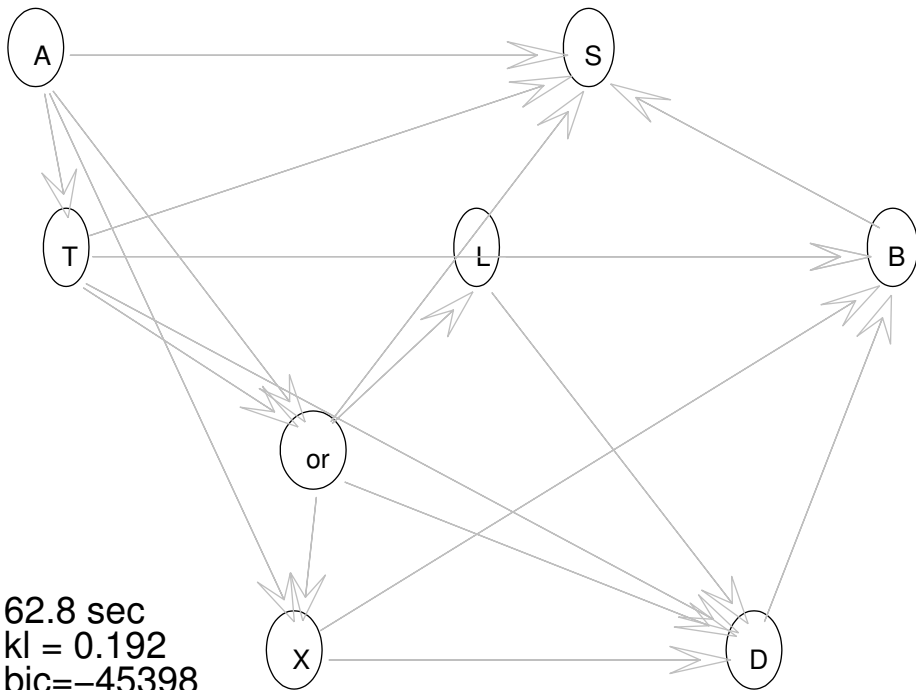 A
S
T
L
B
or
X
D
62.8 sec
kl = 0.192
bic=−45398